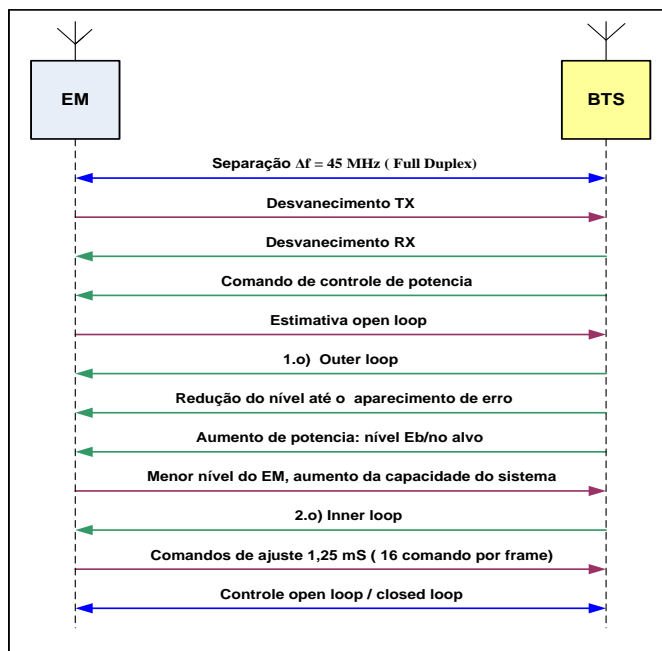 EM
BTS
Separação Δf = 45 MHz ( Full Duplex)
Desvanecimento TX
Desvanecimento RX
Comando de controle de potencia
Estimativa open loop
1.o) Outer loop
Redução do nível até o aparecimento de erro
Aumento de potencia: nível Eb/no alvo
Menor nível do EM, aumento da capacidade do sistema
2.o) Inner loop
Comandos de ajuste 1,25 mS ( 16 comando por frame)
Controle open loop / closed loop